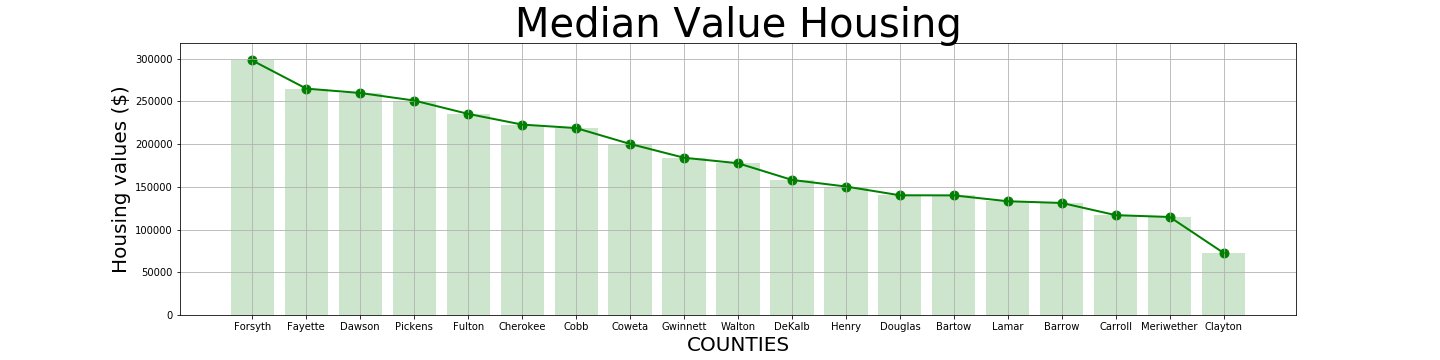 Median Value Housing
Housing values ($)
300000
250000
200000
150000
100000
50000
0
Forsyth Fayette Dawson Pickens Fulton Cherokee Cobb Coweta Gwinnett Walton DeKalb Henry Douglas Bartow Lamar Barrow Carroll Meriwether Clayton
COUNTIES